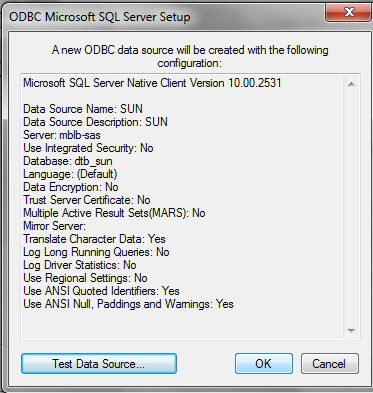 ODBC Microsoft SQL Server Setup
A new ODBC data source will be created with the following
configuration:
Microsoft SQL Server Native Client Version 10.00.2531
Data Source Name: SUN
Data Source Description: SUN
Server: mblb-sas
Use Integrated Security: No
Database: dtb_sun
Language: (Default)
Data Encryption: No
Trust Server Certificate: No
Multiple Active Result Sets(MARS): No
Mirror Server:
Translate Character Data: Yes
Log Long Running Queries: No
Log Driver Statistics: No
Use Regional Settings: No
Use ANSI Quoted Identifiers: Yes
Use ANSI Null, Paddings and Warnings: Yes
Test Data Source... OK Cancel